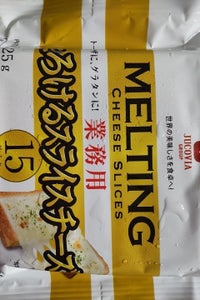 JUCOVIA
世界の美味しさを食卓へ!
MELTING
CHEESE SLICES
業務用
トーストに、グラタンに!
とろけるスライスチーズ
15
25g